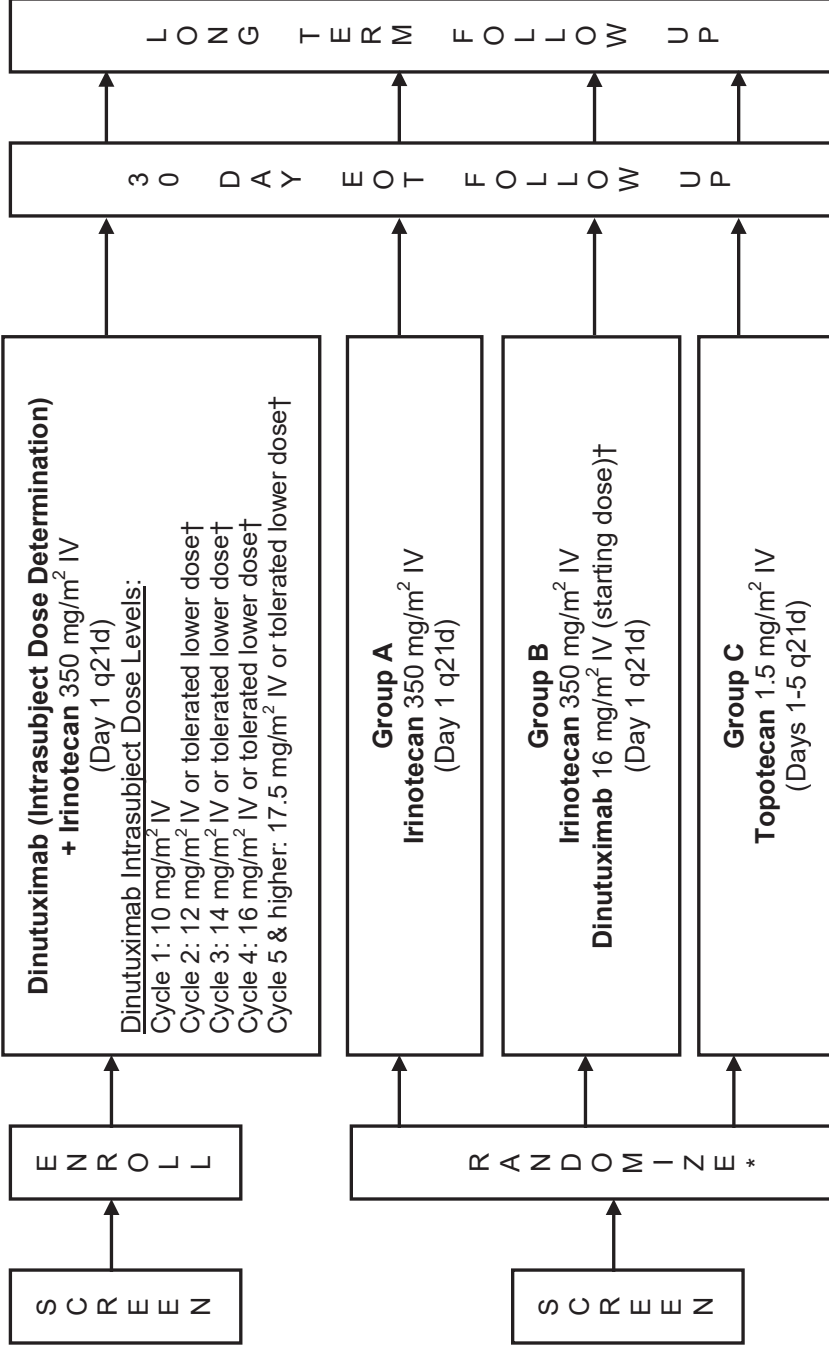 SCREEN
ENROLL
Dinutuximab (Intrasubject Dose Determination)
+ Irinotecan 350 mg/m² IV
(Day 1 q21d)
Dinutuximab Intrasubject Dose Levels:
Cycle 1: 10 mg/m² IV
Cycle 2: 12 mg/m² IV or tolerated lower dose†
Cycle 3: 14 mg/m² IV or tolerated lower dose†
Cycle 4: 16 mg/m² IV or tolerated lower dose†
Cycle 5 & higher: 17.5 mg/m² IV or tolerated lower dose†
SCREEN
RANDOMIZE*
Group A
Irinotecan 350 mg/m² IV
(Day 1 q21d)
Group B
Irinotecan 350 mg/m² IV
Dinutuximab 16 mg/m² IV (starting dose)†
(Day 1 q21d)
Group C
Topotecan 1.5 mg/m² IV
(Days 1-5 q21d)
30 DAY EOT FOLLOW UP
LONG TERM FOLLOW UP